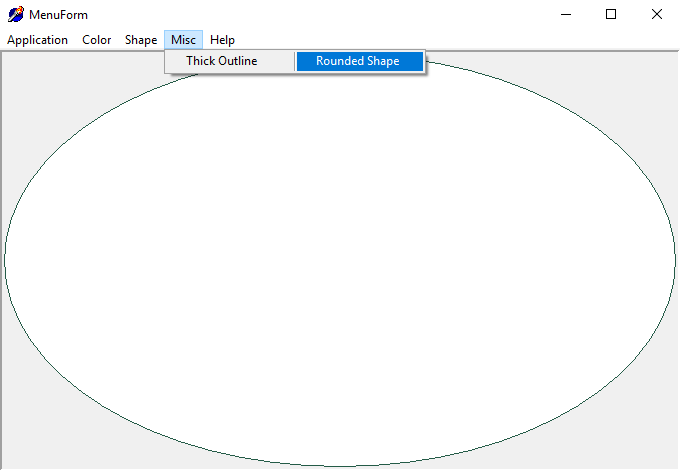 MenuForm
Application Color Shape Misc Help
Thick Outline Rounded Shape